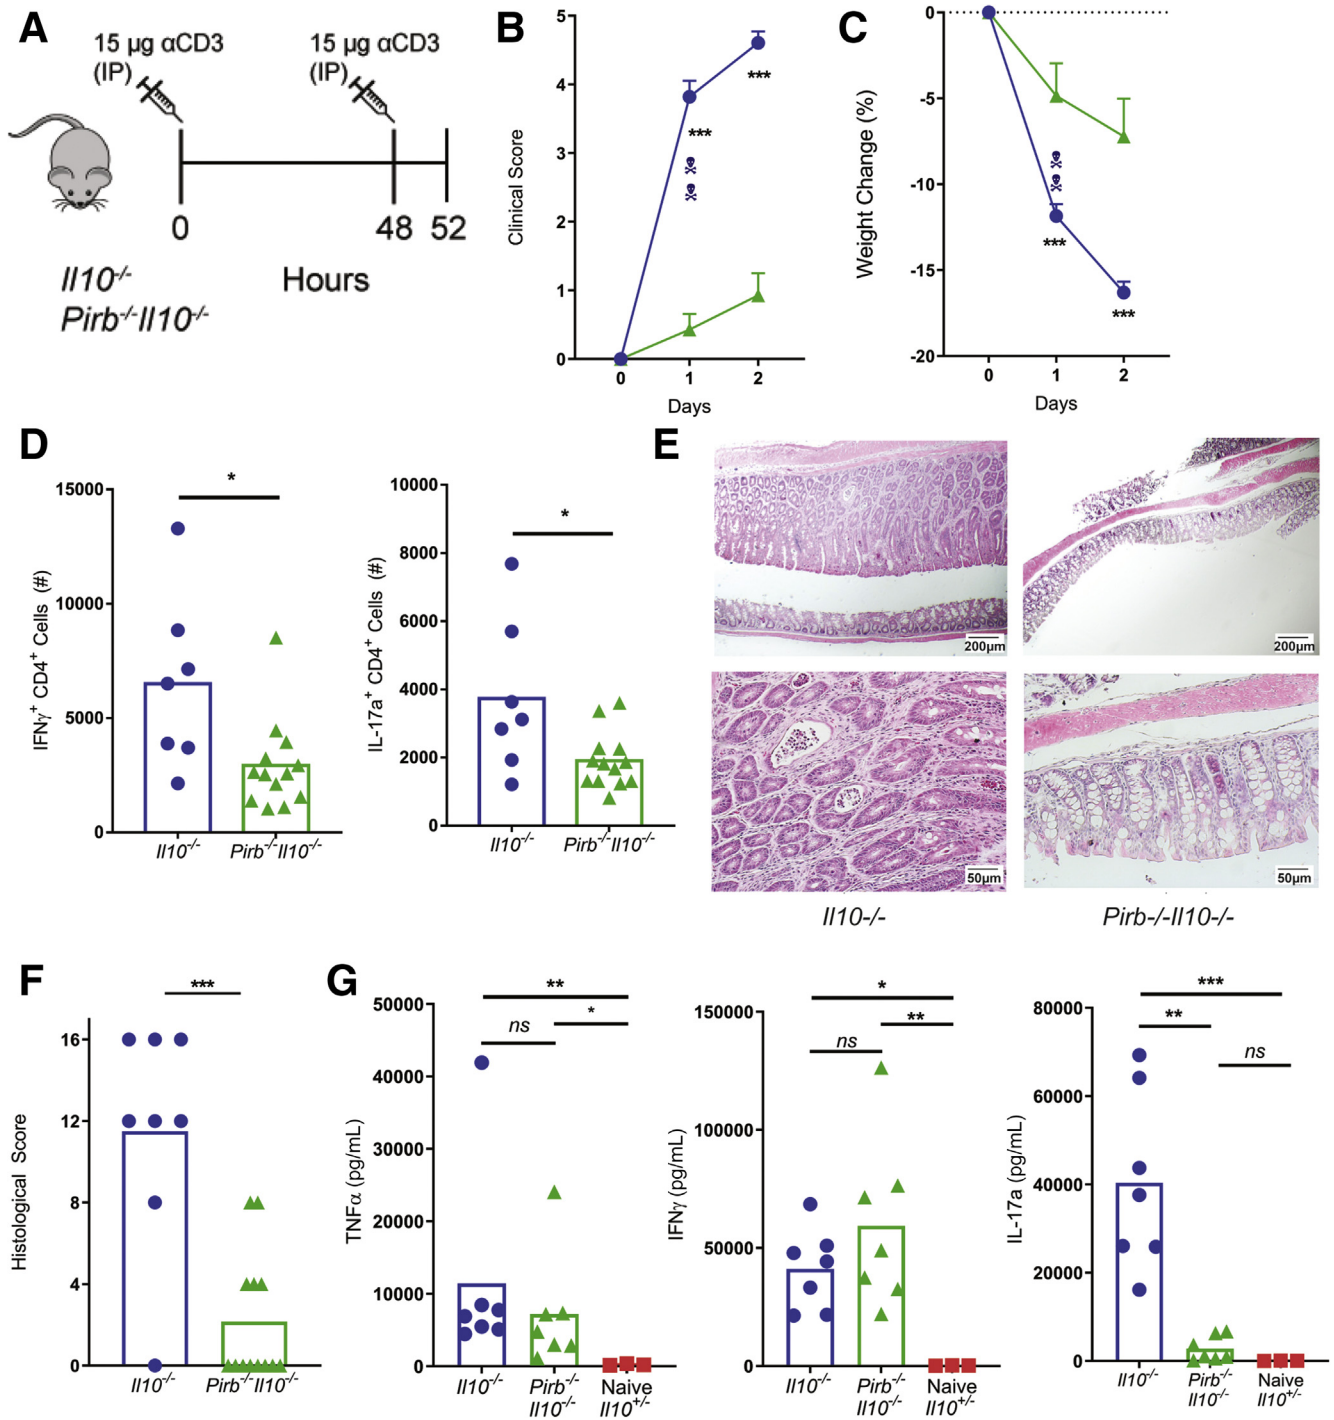 A
15 μg αCD3
(IP)
15 μg αCD3
(IP)
0
48
52
Il10-/-
Pirb-/-Il10-/-
Hours
B
Clinical Score
5
4
3
2
1
0
***
***
0
1
2
Days
C
Weight Change (%)
0
-5
-10
-15
-20
***
***
0
1
2
Days
D
IFNγ+ CD4+ Cells (#)
15000
10000
5000
0
*
Il10-/-
Pirb-/-Il10-/-
IL-17a+ CD4+ Cells (#)
10000
8000
6000
4000
2000
0
*
Il10-/-
Pirb-/-Il10-/-
E
200μm
200μm
50μm
50μm
Il10-/-
Pirb-/-Il10-/-
F
Histological Score
16
12
8
4
0
***
Il10-/-
Pirb-/-Il10-/-
G
TNFα (pg/mL)
50000
40000
30000
20000
10000
0
**
*
ns
Il10-/-
Pirb-/-
Il10-/-
Naive
Il10+/-
IFNγ (pg/mL)
150000
100000
50000
0
*
**
ns
Il10-/-
Pirb-/-
Il10-/-
Naive
Il10+/-
IL-17a (pg/mL)
80000
60000
40000
20000
0
***
**
ns
Il10-/-
Pirb-/-
Il10-/-
Naive
Il10+/-